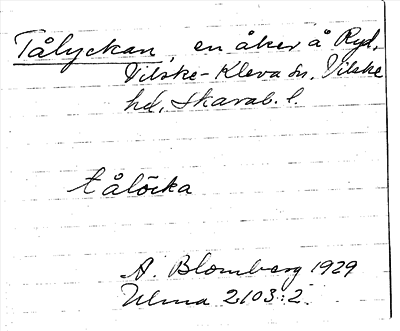 Tålyckan, en åker å Ryd,
Vilske-Kleva sn, Vilske
hd, Skarab. l.
tålöcka
A. Blomberg 1929
Ulma 2103:2.